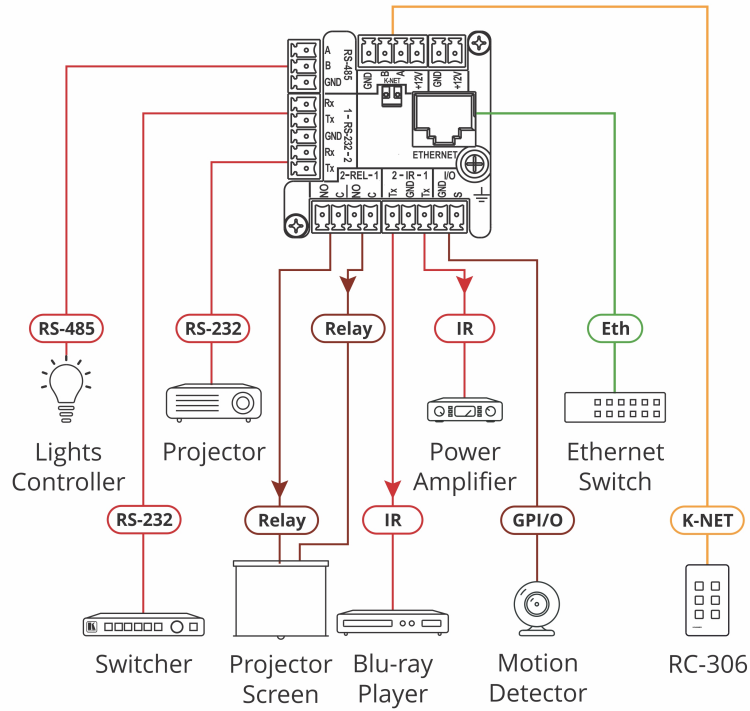 A
B
GND
RS-485
Rx
Tx
GND
Rx
Tx
1 - RS-232 - 2
GND
B
A
+12V
GND
+12V
K-NET
ETHERNET
2-REL-1
2 - IR - 1
I/O
NO
C
NO
C
Tx
GND
Tx
GND
S
RS-485
RS-232
Relay
IR
Eth
Lights
Controller
Projector
Power
Amplifier
Ethernet
Switch
RS-232
Relay
IR
GPI/O
K-NET
Switcher
Projector
Screen
Blu-ray
Player
Motion
Detector
RC-306